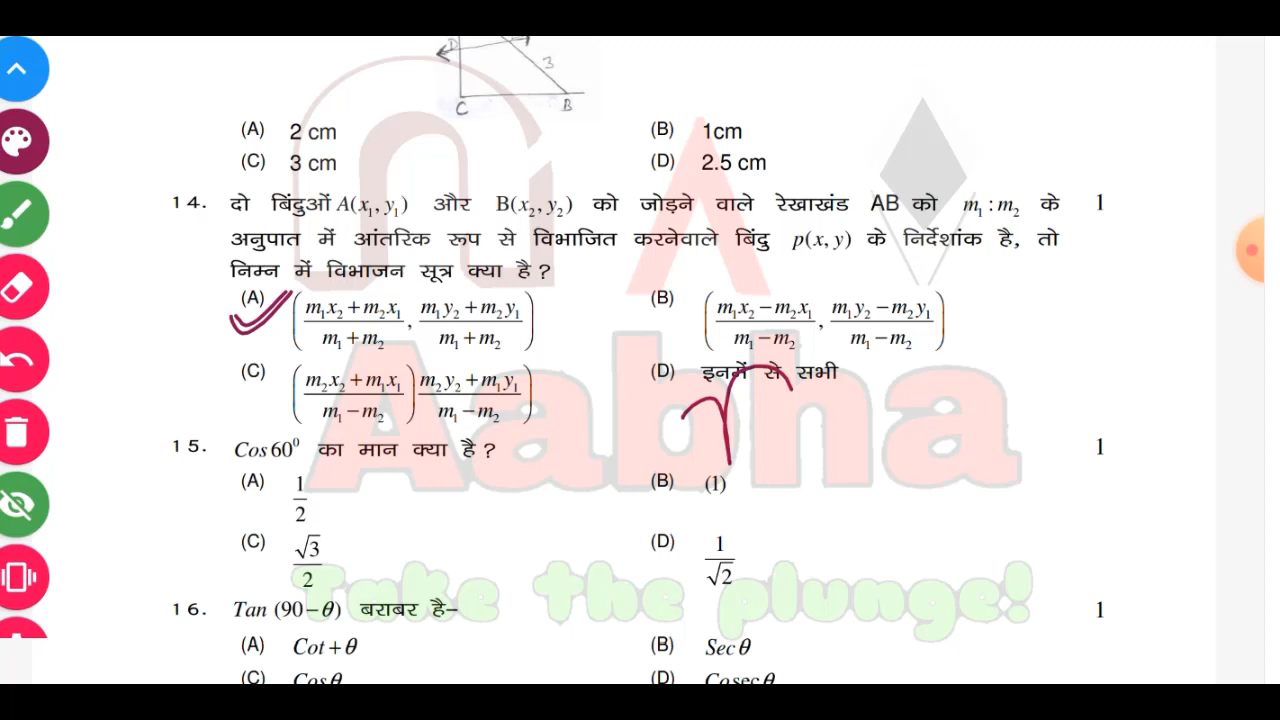 D
3
C
B
(A) 2 cm (B) 1cm
(C) 3 cm (D) 2.5 cm
14. दो बिंदुओं A(x₁, y₁) और B(x₂, y₂) को जोड़ने वाले रेखाखंड AB को m₁ : m₂ के 1
अनुपात में आंतरिक रूप से विभाजित करनेवाले बिंदु p(x, y) के निर्देशांक है, तो
निम्न में विभाजन सूत्र क्या है ?
(A) ( (m₁x₂ + m₂x₁)/(m₁ + m₂) , (m₁y₂ + m₂y₁)/(m₁ + m₂) ) (B) ( (m₁x₂ − m₂x₁)/(m₁ − m₂) , (m₁y₂ − m₂y₁)/(m₁ − m₂) )
(C) ( (m₂x₂ + m₁x₁)/(m₁ − m₂) ) (m₂y₂ + m₁y₁)/(m₁ − m₂) ) (D) इनमें से सभी
15. Cos 60⁰ का मान क्या है ? 1
(A) 1/2 (B) (1)
(C) √3/2 (D) 1/√2
16. Tan (90 − θ) बराबर है− 1
(A) Cot + θ (B) Sec θ
(C) Cos θ (D) Cosec θ
Aabha
Take the plunge!